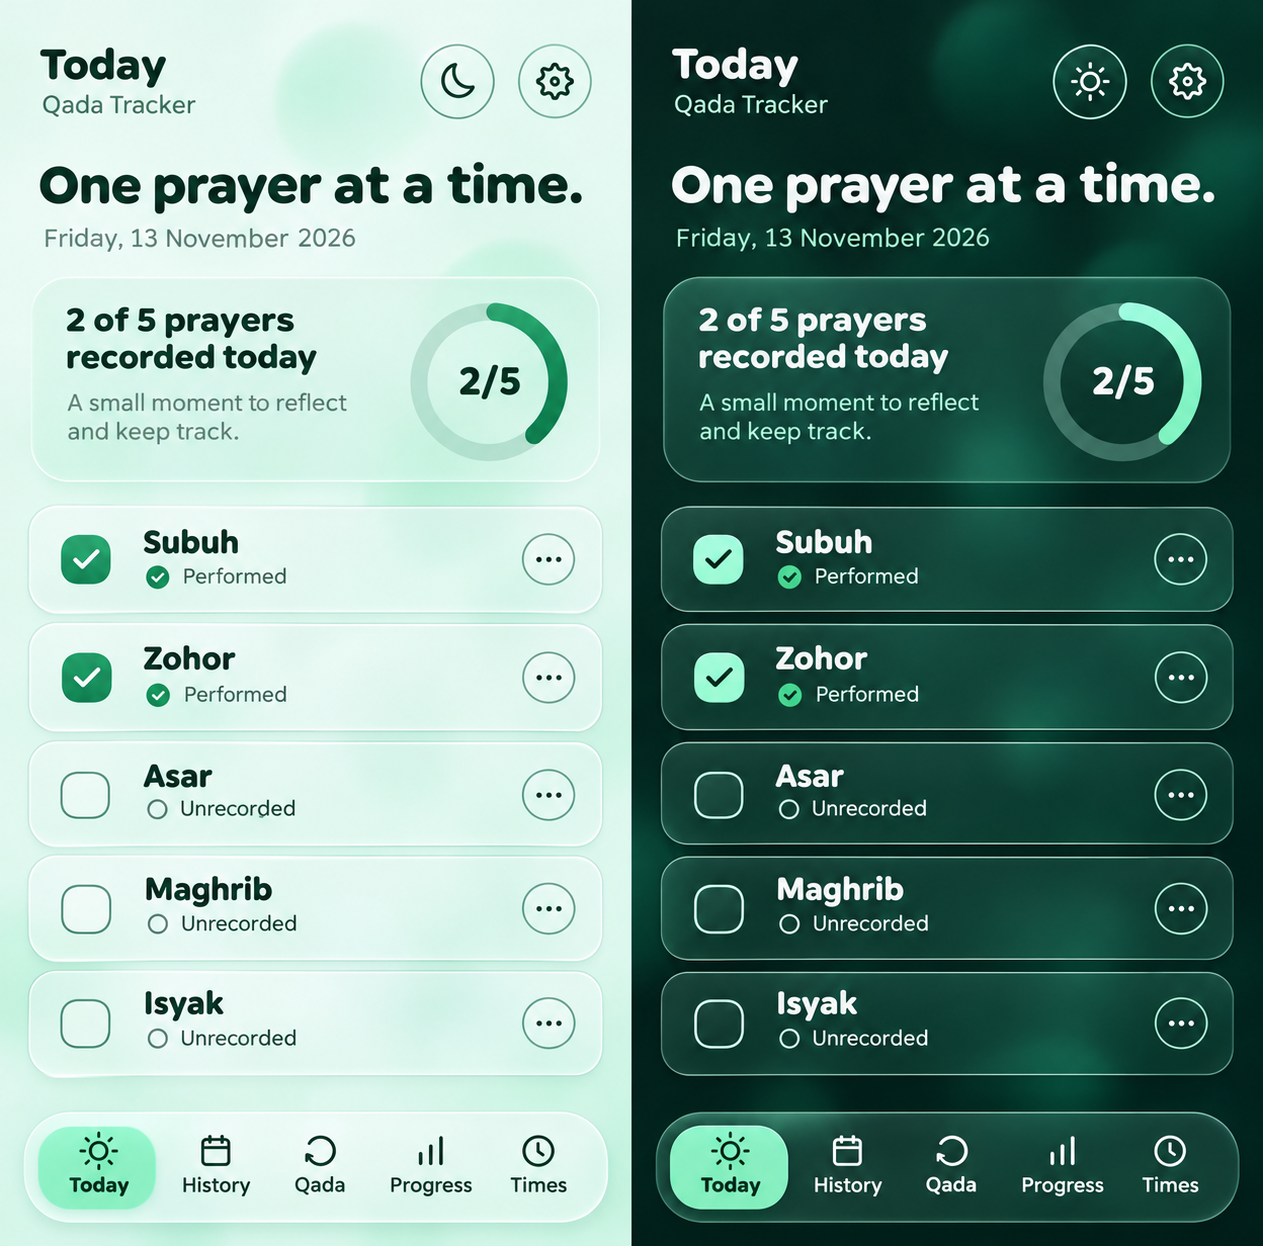 Today
Qada Tracker
One prayer at a time.
Friday, 13 November 2026
2 of 5 prayers
recorded today
A small moment to reflect
and keep track.
2/5
Subuh
Performed
Zohor
Performed
Asar
Unrecorded
Maghrib
Unrecorded
Isyak
Unrecorded
Today
History
Qada
Progress
Times
Today
Qada Tracker
One prayer at a time.
Friday, 13 November 2026
2 of 5 prayers
recorded today
A small moment to reflect
and keep track.
2/5
Subuh
Performed
Zohor
Performed
Asar
Unrecorded
Maghrib
Unrecorded
Isyak
Unrecorded
Today
History
Qada
Progress
Times